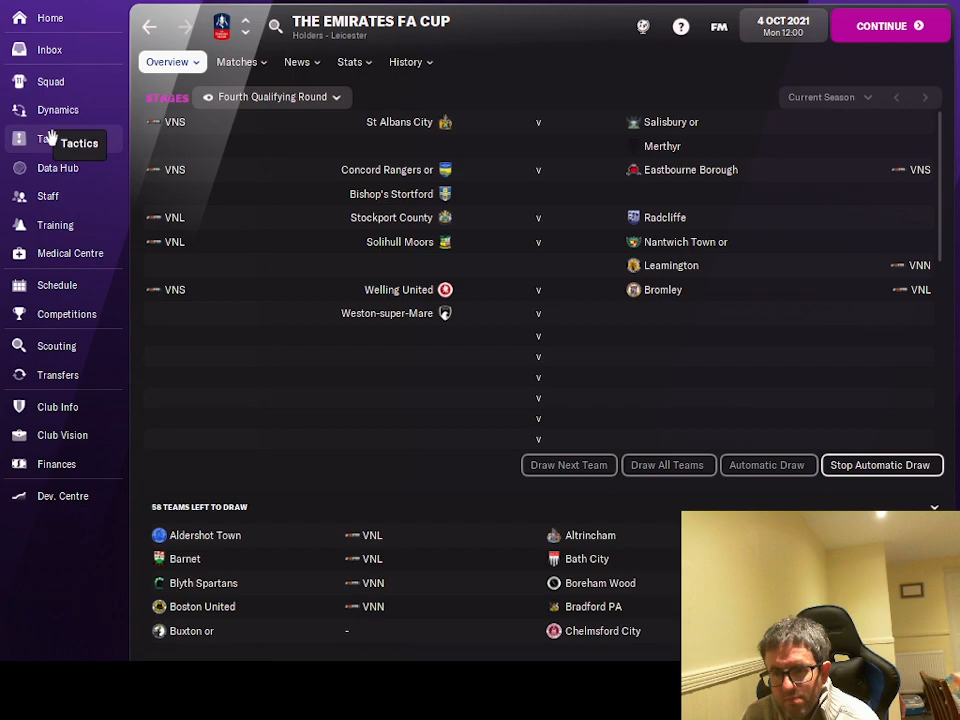 Home
Inbox
Squad
Dynamics
Tactics
Data Hub
Staff
Training
Medical Centre
Schedule
Competitions
Scouting
Transfers
Club Info
Club Vision
Finances
Dev. Centre
THE EMIRATES FA CUP
Holders - Leicester
FM
4 OCT 2021
Mon 12:00
CONTINUE
Overview Matches News Stats History
STAGES Fourth Qualifying Round Current Season
VNS St Albans City v Salisbury or
Merthyr
VNS Concord Rangers or v Eastbourne Borough VNS
Bishop's Stortford
VNL Stockport County v Radcliffe
VNL Solihull Moors v Nantwich Town or
Leamington VNN
VNS Welling United v Bromley VNL
Weston-super-Mare v
v
v
v
v
v
v
Draw Next Team Draw All Teams Automatic Draw Stop Automatic Draw
58 TEAMS LEFT TO DRAW
Aldershot Town VNL Altrincham
Barnet VNL Bath City
Blyth Spartans VNN Boreham Wood
Boston United VNN Bradford PA
Buxton or - Chelmsford City